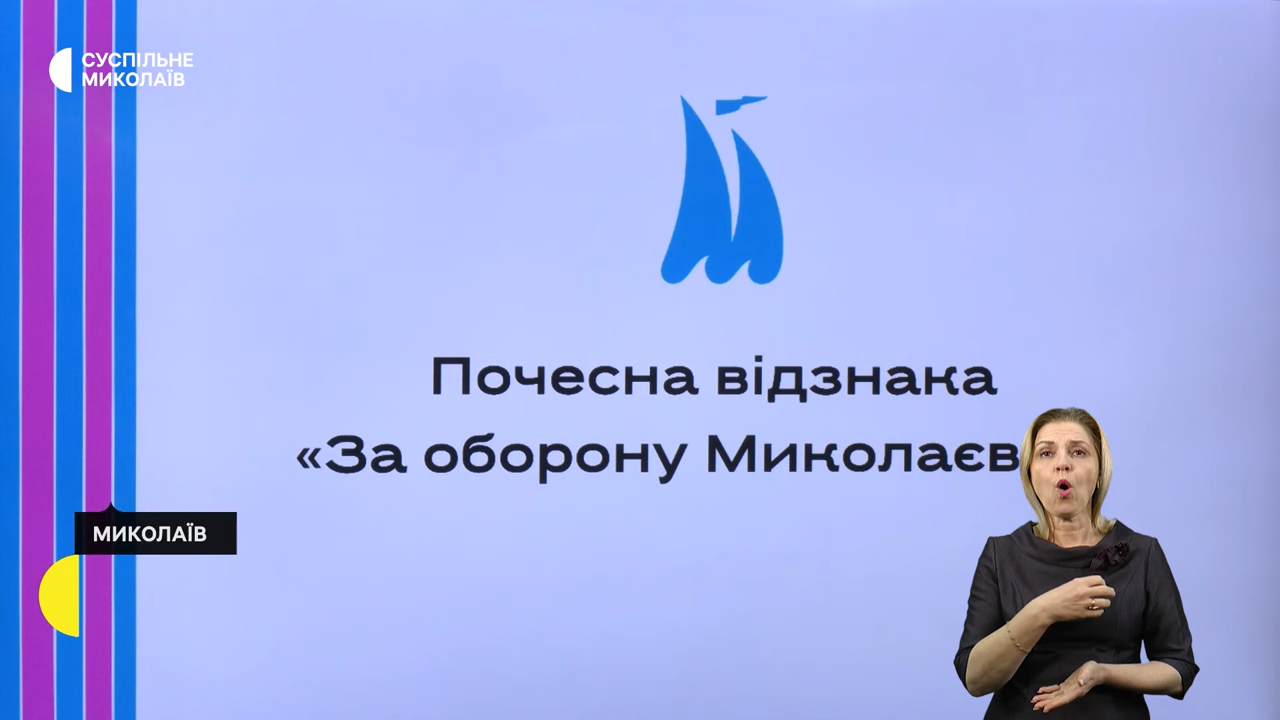 СУСПІЛЬНЕ
МИКОЛАЇВ
Почесна відзнака
«За оборону Миколаєв
МИКОЛАЇВ